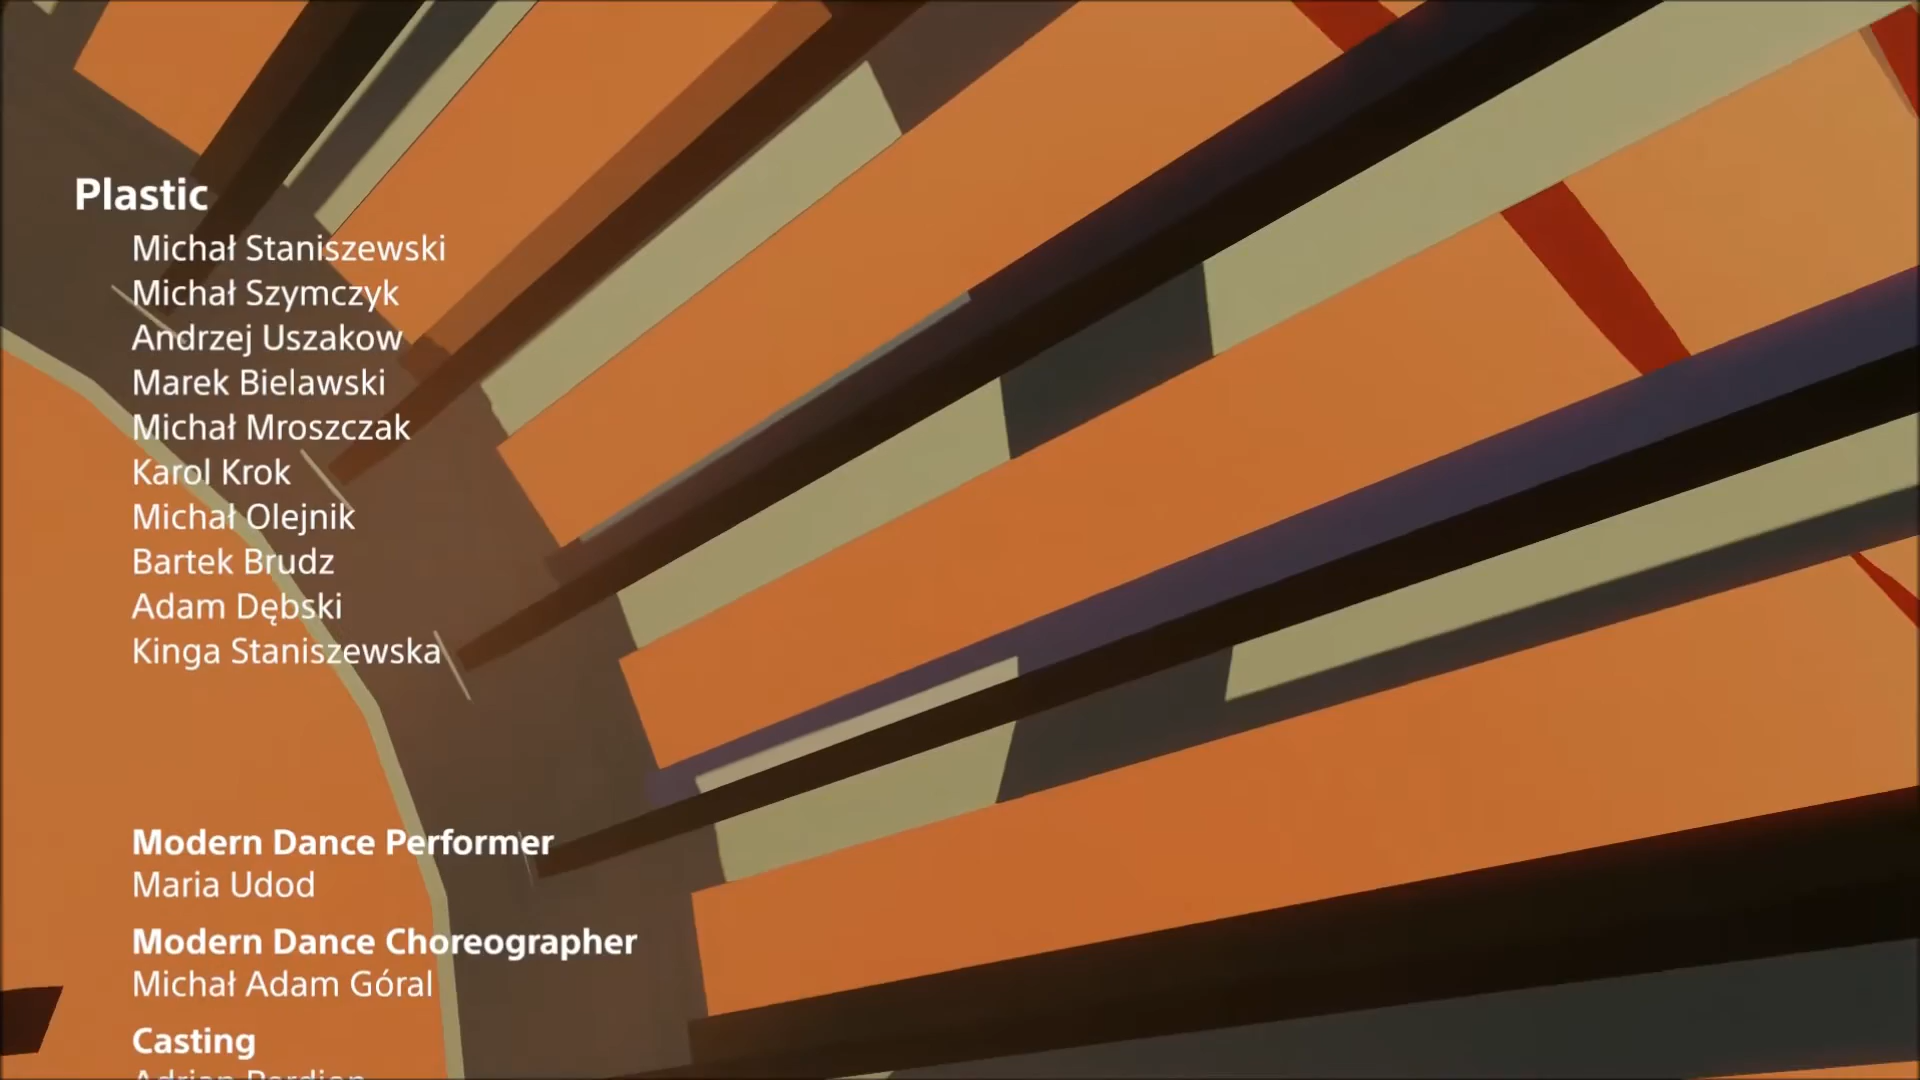 Plastic
Michał Staniszewski
Michał Szymczyk
Andrzej Uszakow
Marek Bielawski
Michał Mroszczak
Karol Krok
Michał Olejnik
Bartek Brudz
Adam Dębski
Kinga Staniszewska
Modern Dance Performer
Maria Udod
Modern Dance Choreographer
Michał Adam Góral
Casting
Adrian